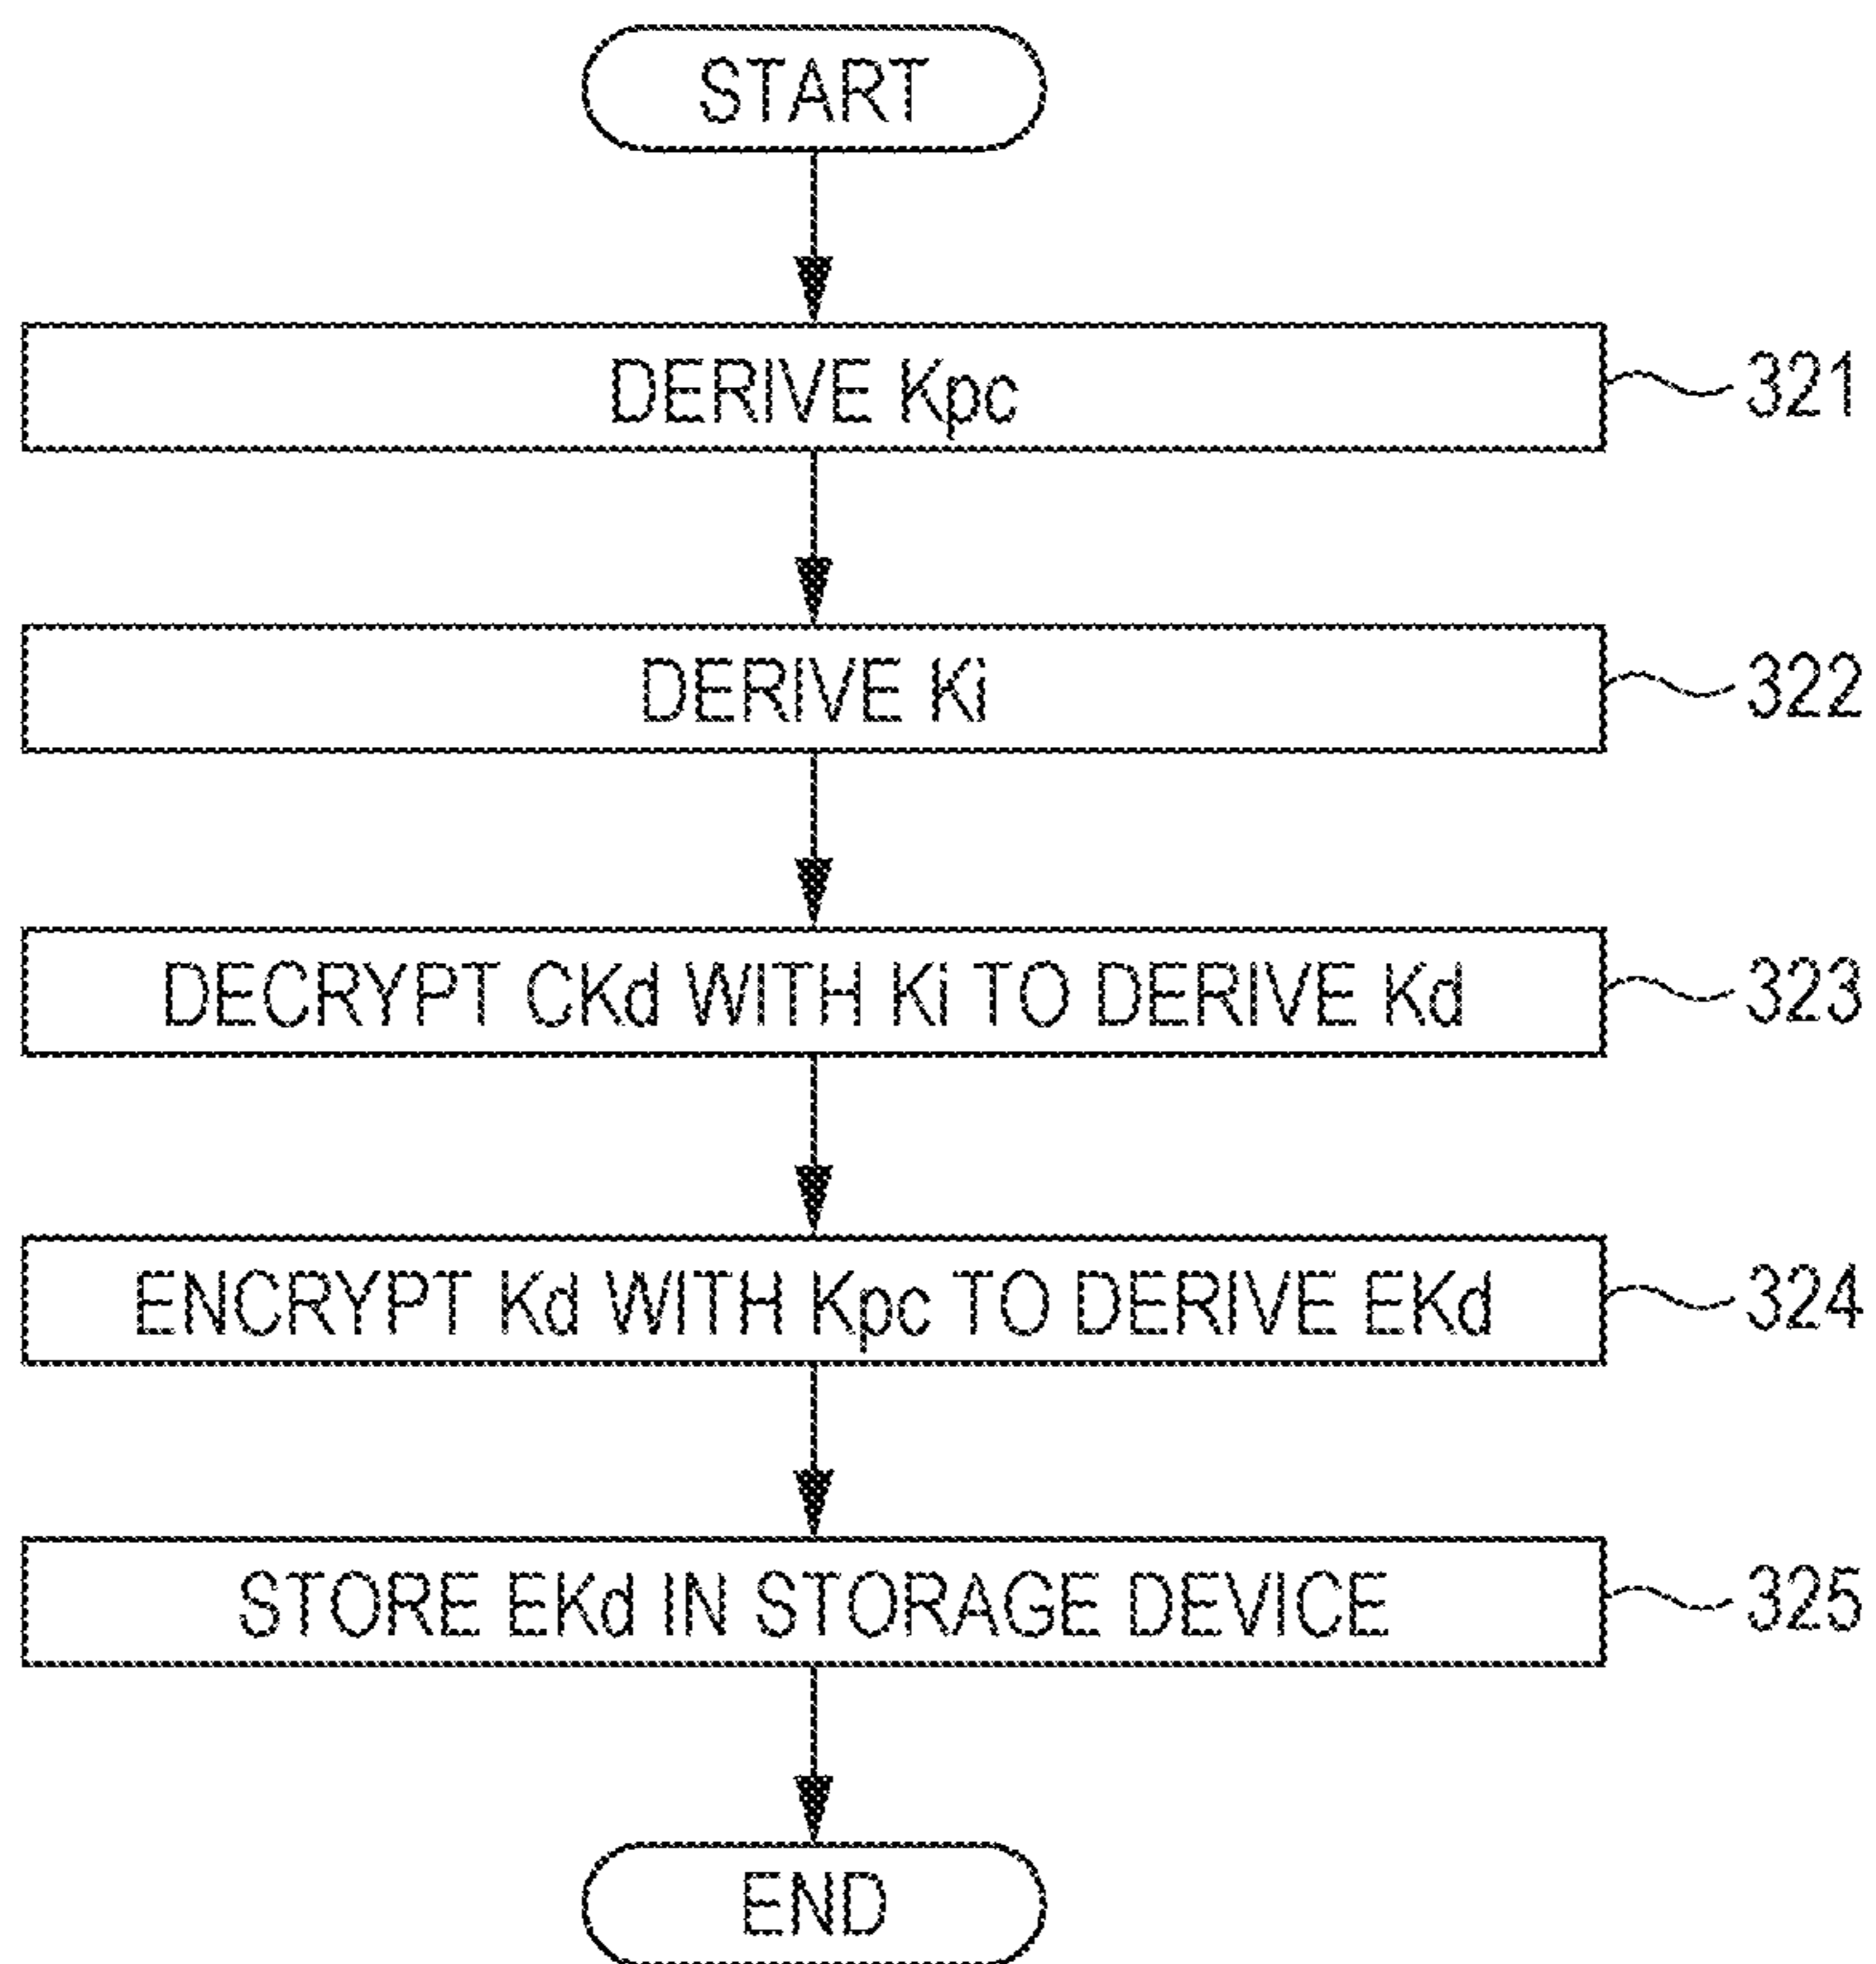 START
DERIVE Kpc
321
DERIVE Ki
322
DECRYPT CKd WITH Ki TO DERIVE Kd
323
ENCRYPT Kd WITH Kpc TO DERIVE EKd
324
STORE EKd IN STORAGE DEVICE
325
END